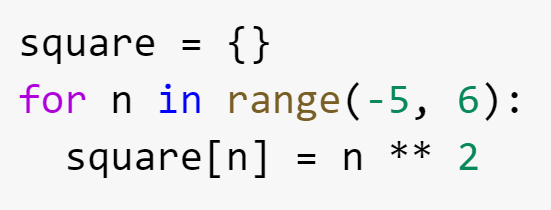 square = {}
for n in range(-5, 6):
  square[n] = n ** 2